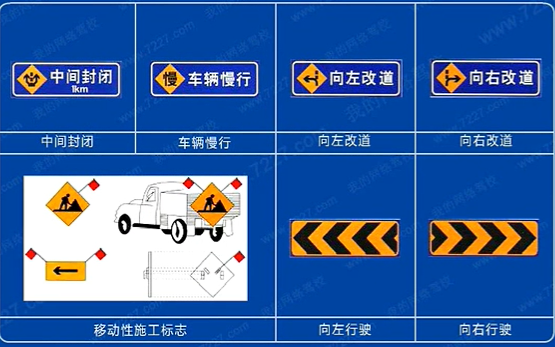 中间封闭
1km
慢 车辆慢行
向左改道
向右改道
中间封闭
车辆慢行
向左改道
向右改道
移动性施工标志
向左行驶
向右行驶